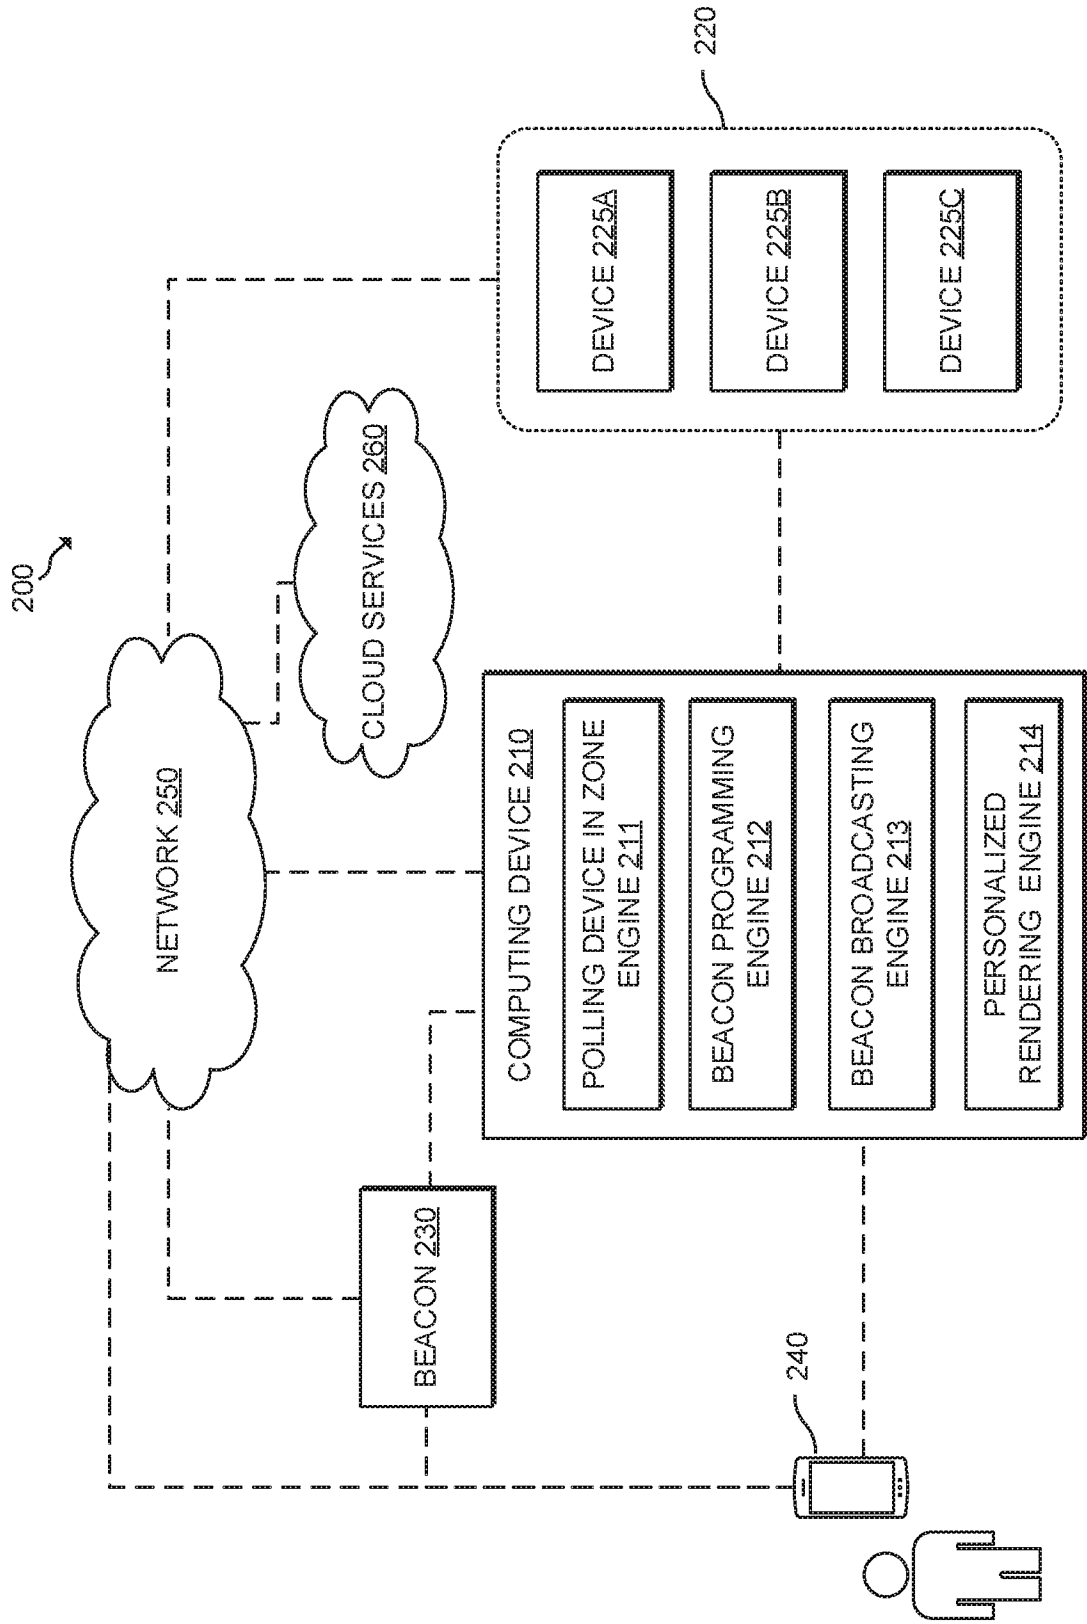 200
NETWORK 250
CLOUD SERVICES 260
220
BEACON 230
240
COMPUTING DEVICE 210
POLLING DEVICE IN ZONE
ENGINE 211
BEACON PROGRAMMING
ENGINE 212
BEACON BROADCASTING
ENGINE 213
PERSONALIZED
RENDERING ENGINE 214
DEVICE 225A
DEVICE 225B
DEVICE 225C